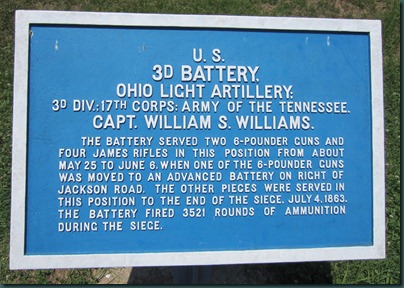 U. S.
3D BATTERY.
OHIO LIGHT ARTILLERY:
3D DIV.: 17TH CORPS: ARMY OF THE TENNESSEE.
CAPT. WILLIAM S. WILLIAMS.
THE BATTERY SERVED TWO 6-POUNDER GUNS AND
FOUR JAMES RIFLES IN THIS POSITION FROM ABOUT
MAY 25 TO JUNE 6, WHEN ONE OF THE 6-POUNDER GUNS
WAS MOVED TO AN ADVANCED BATTERY ON RIGHT OF
JACKSON ROAD. THE OTHER PIECES WERE SERVED IN
THIS POSITION TO THE END OF THE SIEGE, JULY 4, 1863.
THE BATTERY FIRED 3521 ROUNDS OF AMMUNITION
DURING THE SIEGE.